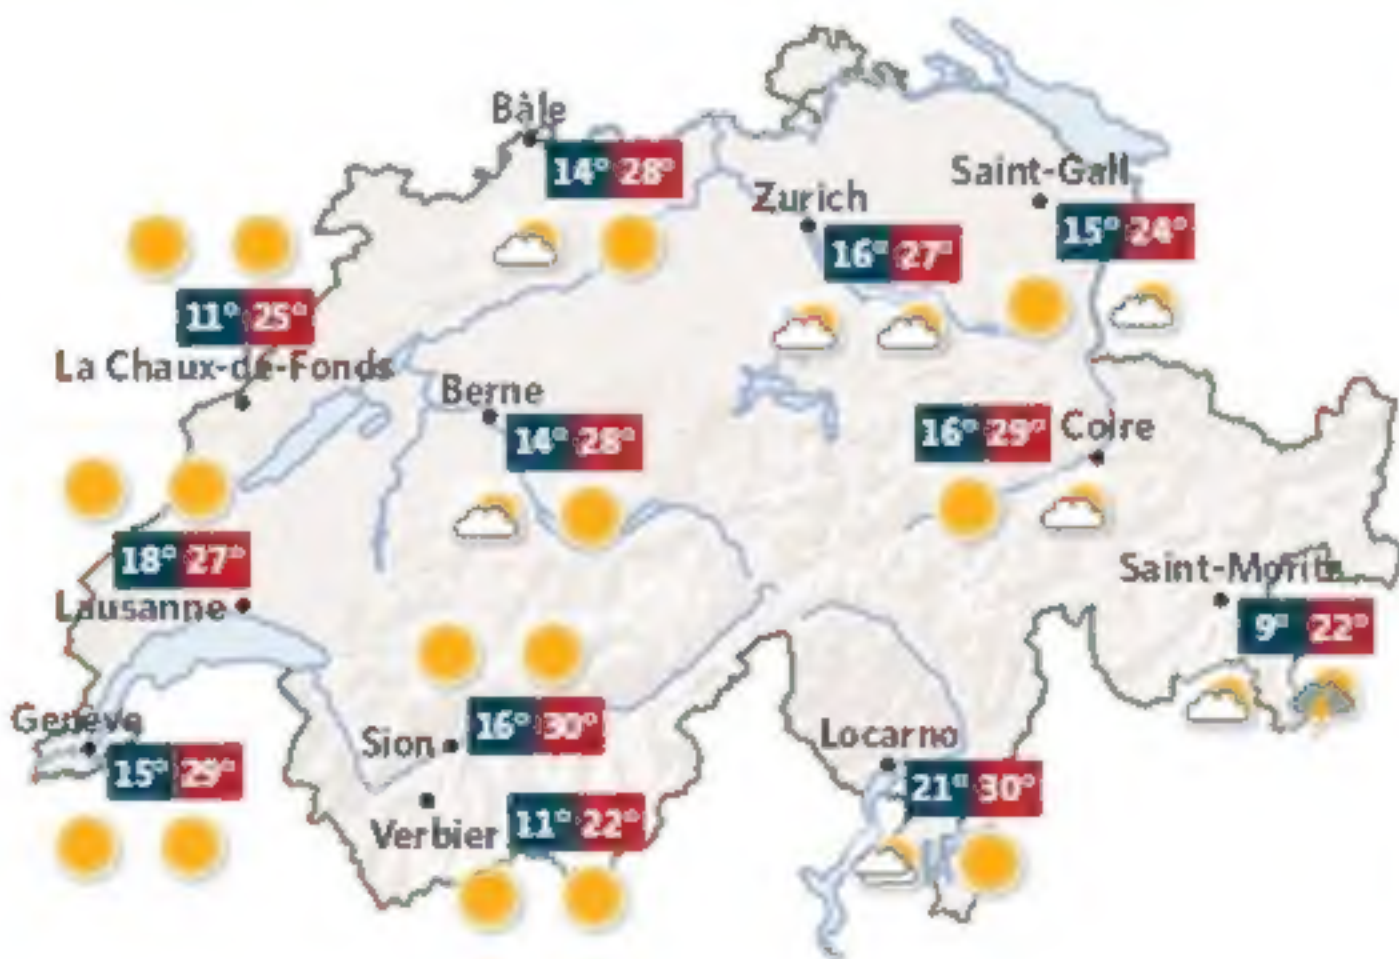 Bâle
14° 28°
Saint-Gall
15° 24°
Zurich
16° 27°
11° 25°
La Chaux-de-Fonds
Berne
14° 28°
16° 29°
Coire
18° 27°
Lausanne
Saint-Moritz
9° 22°
Genève
15° 29°
Sion
16° 30°
Locarno
21° 30°
Verbier
11° 22°